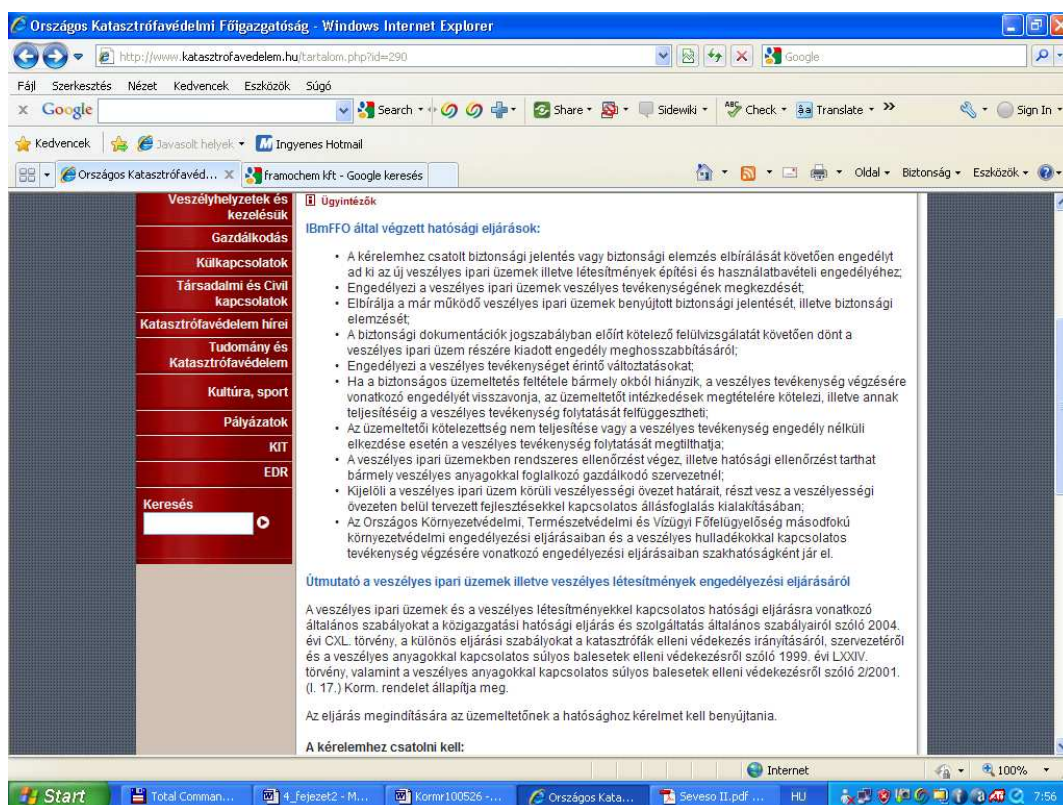 Országos Katasztrófavédelmi Főigazgatóság - Windows Internet Explorer
http://www.katasztrofavedelem.hu/tartalom.php?id=290
Google
Fájl Szerkesztés Nézet Kedvencek Eszközök Súgó
x Google Search Share Sidewiki Check Translate Sign In
Kedvencek Javasolt helyek Ingyenes Hotmail
Országos Katasztrófavéd... X framochem kft - Google keresés Oldal Biztonság Eszközök
Veszélyhelyzetek és
kezelésük
Gazdálkodás
Külkapcsolatok
Társadalmi és Civil
kapcsolatok
Katasztrófavédelem hírei
Tudomány és
Katasztrófavédelem
Kultúra, sport
Pályázatok
KIT
EDR
Keresés
Ügyintézők
IBmFFO által végzett hatósági eljárások:
• A kérelemhez csatolt biztonsági jelentés vagy biztonsági elemzés elbírálását követően engedélyt
ad ki az új veszélyes ipari üzemek illetve létesítmények építési és használatbavételi engedélyéhez;
• Engedélyezi a veszélyes ipari üzemek veszélyes tevékenységének megkezdését;
• Elbírálja a már működő veszélyes ipari üzemek benyújtott biztonsági jelentését, illetve biztonsági
elemzését;
• A biztonsági dokumentációk jogszabályban előírt kötelező felülvizsgálatát követően dönt a
veszélyes ipari üzem részére kiadott engedély meghosszabbításáról;
• Engedélyezi a veszélyes tevékenységet érintő változtatásokat;
• Ha a biztonságos üzemeltetés feltétele bármely okból hiányzik, a veszélyes tevékenység végzésére
vonatkozó engedélyét visszavonja, az üzemeltetőt intézkedések megtételére kötelezi, illetve annak
teljesítéséig a veszélyes tevékenység folytatását felfüggesztheti;
• Az üzemeltetői kötelezettség nem teljesítése vagy a veszélyes tevékenység engedély nélküli
elkezdése esetén a veszélyes tevékenység folytatását megtilthatja;
• A veszélyes ipari üzemekben rendszeres ellenőrzést végez, illetve hatósági ellenőrzést tarthat
bármely veszélyes anyagokkal foglalkozó gazdálkodó szervezetnél;
• Kijelöli a veszélyes ipari üzem körüli veszélyességi övezet határait, részt vesz a veszélyességi
övezeten belül tervezett fejlesztésekkel kapcsolatos állásfoglalás kialakításában;
• Az Országos Környezetvédelmi, Természetvédelmi és Vízügyi Főfelügyelőség másodfokú
környezetvédelmi engedélyezési eljárásaiban és a veszélyes hulladékokkal kapcsolatos
tevékenység végzésére vonatkozó engedélyezési eljárásaiban szakhatóságként jár el.
Útmutató a veszélyes ipari üzemek illetve veszélyes létesítmények engedélyezési eljárásáról
A veszélyes ipari üzemek és a veszélyes létesítményekkel kapcsolatos hatósági eljárásra vonatkozó
általános szabályokat a közigazgatási hatósági eljárás és szolgáltatás általános szabályairól szóló 2004.
évi CXL. törvény, a különös eljárási szabályokat a katasztrófák elleni védekezés irányításáról, szervezetéről
és a veszélyes anyagokkal kapcsolatos súlyos balesetek elleni védekezésről szóló 1999. évi LXXIV.
törvény, valamint a veszélyes anyagokkal kapcsolatos súlyos balesetek elleni védekezésről szóló 2/2001.
(I. 17.) Korm. rendelet állapítja meg.
Az eljárás megindítására az üzemeltetőnek a hatósághoz kérelmet kell benyújtania.
A kérelemhez csatolni kell:
Internet 100%
Start Total Comman... 4_fejezet2 - M... Kormr100526 -... Országos Kata... Seveso II.pdf ... HU 7:56